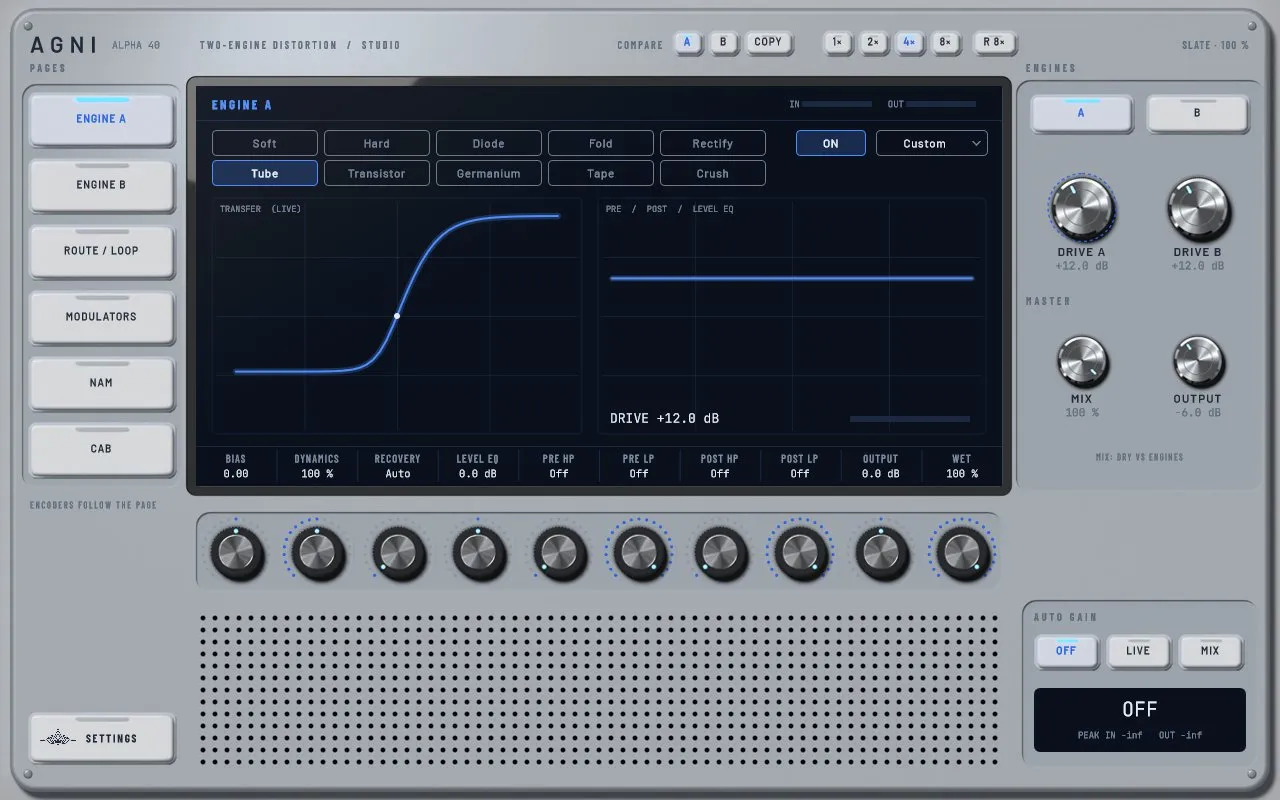 AGNI ALPHA 40
TWO-ENGINE DISTORTION / STUDIO
COMPARE A B COPY 1× 2× 4× 8× R 8×
SLATE · 100 %
PAGES
ENGINE A
ENGINE B
ROUTE / LOOP
MODULATORS
NAM
CAB
ENCODERS FOLLOW THE PAGE
SETTINGS
ENGINE A
IN OUT
Soft Hard Diode Fold Rectify ON Custom
Tube Transistor Germanium Tape Crush
TRANSFER (LIVE)
PRE / POST / LEVEL EQ
DRIVE +12.0 dB
BIAS DYNAMICS RECOVERY LEVEL EQ PRE HP PRE LP POST HP POST LP OUTPUT WET
0.00 100 % Auto 0.0 dB Off Off Off Off 0.0 dB 100 %
ENGINES
A B
DRIVE A DRIVE B
+12.0 dB +12.0 dB
MASTER
MIX OUTPUT
100 % -6.0 dB
MIX: DRY VS ENGINES
AUTO GAIN
OFF LIVE MIX
OFF
PEAK IN -inf OUT -inf